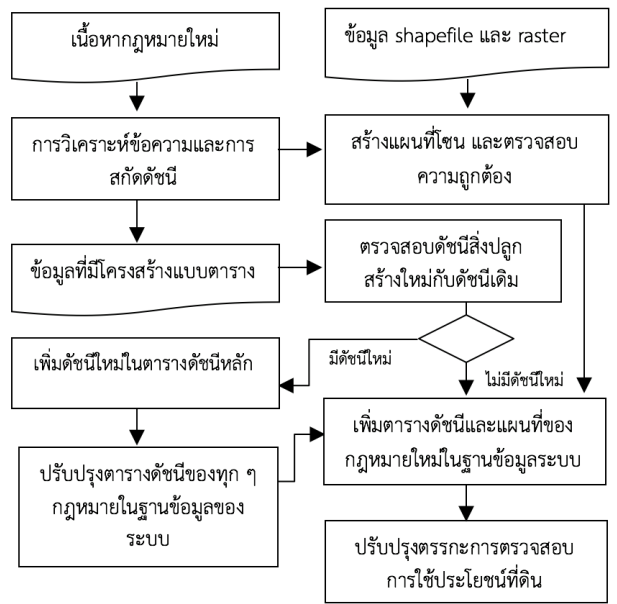 เนื้อหากฎหมายใหม่
ข้อมูล shapefile และ raster
การวิเคราะห์ข้อความและการ
สกัดดัชนี
สร้างแผนที่โซน และตรวจสอบ
ความถูกต้อง
ข้อมูลที่มีโครงสร้างแบบตาราง
ตรวจสอบดัชนีสิ่งปลูก
สร้างใหม่กับดัชนีเดิม
มีดัชนีใหม่
ไม่มีดัชนีใหม่
เพิ่มดัชนีใหม่ในตารางดัชนีหลัก
ปรับปรุงตารางดัชนีของทุก ๆ
กฎหมายในฐานข้อมูลของ
ระบบ
เพิ่มตารางดัชนีและแผนที่ของ
กฎหมายใหม่ในฐานข้อมูลระบบ
ปรับปรุงตรรกะการตรวจสอบ
การใช้ประโยชน์ที่ดิน